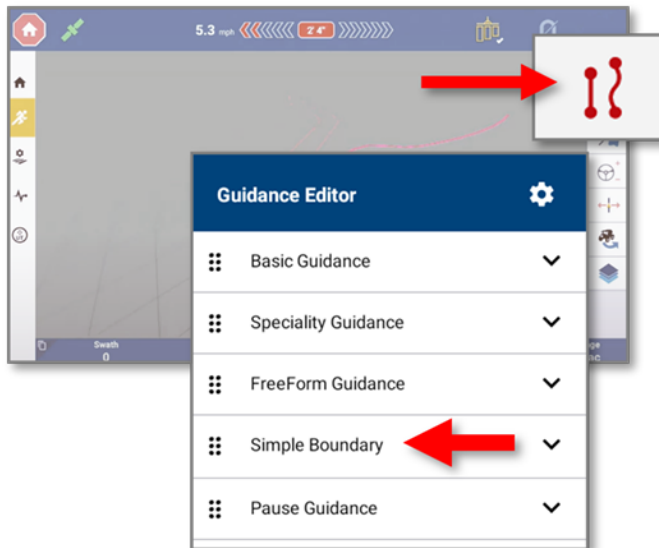 5.3 mph 2' 4"
Guidance Editor
Basic Guidance
Speciality Guidance
FreeForm Guidance
Simple Boundary
Pause Guidance
Swath
0